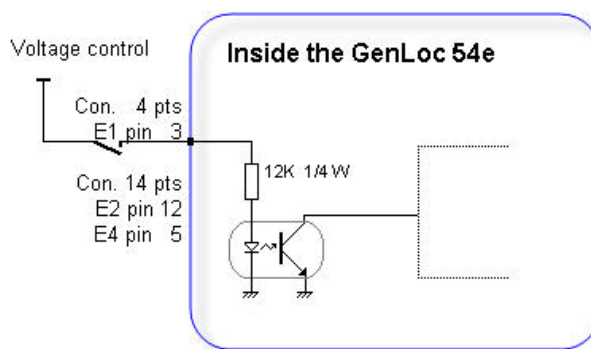 Voltage control
Inside the GenLoc 54e
Con. 4 pts
E1 pin 3
12K 1/4 W
Con. 14 pts
E2 pin 12
E4 pin 5